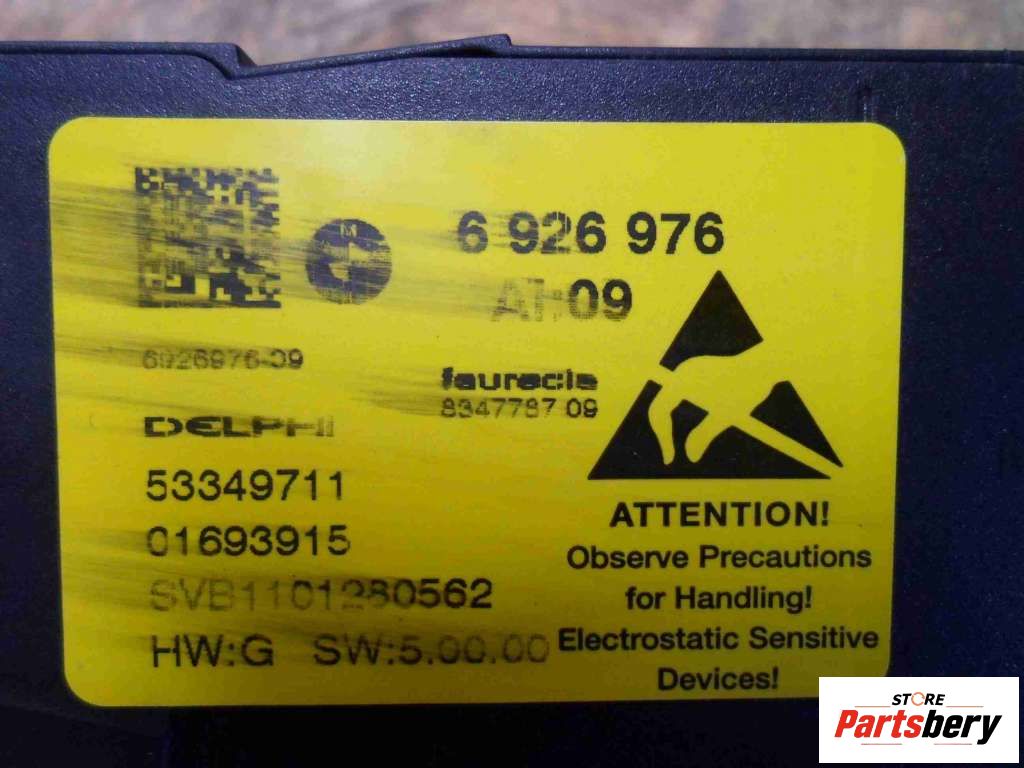 6 926 976
AI:09
6926976-09
faurecia
8347787 09
DELPHI
53349711
01693915
SVB1101280562
HW:G SW:5.00.00
ATTENTION!
Observe Precautions
for Handling!
Electrostatic Sensitive
Devices!
STORE
Partsbery